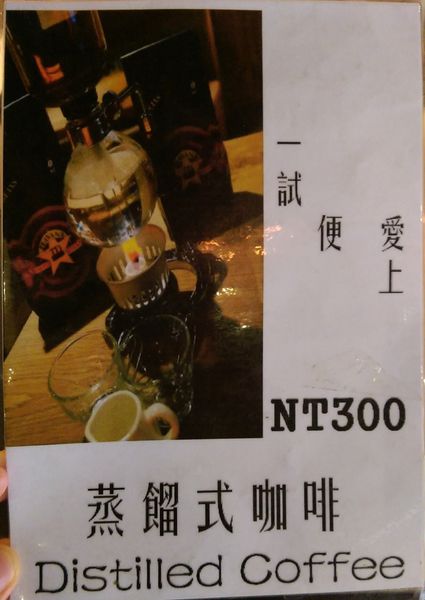 一試
便
愛上
NT300
蒸餾式咖啡
Distilled Coffee